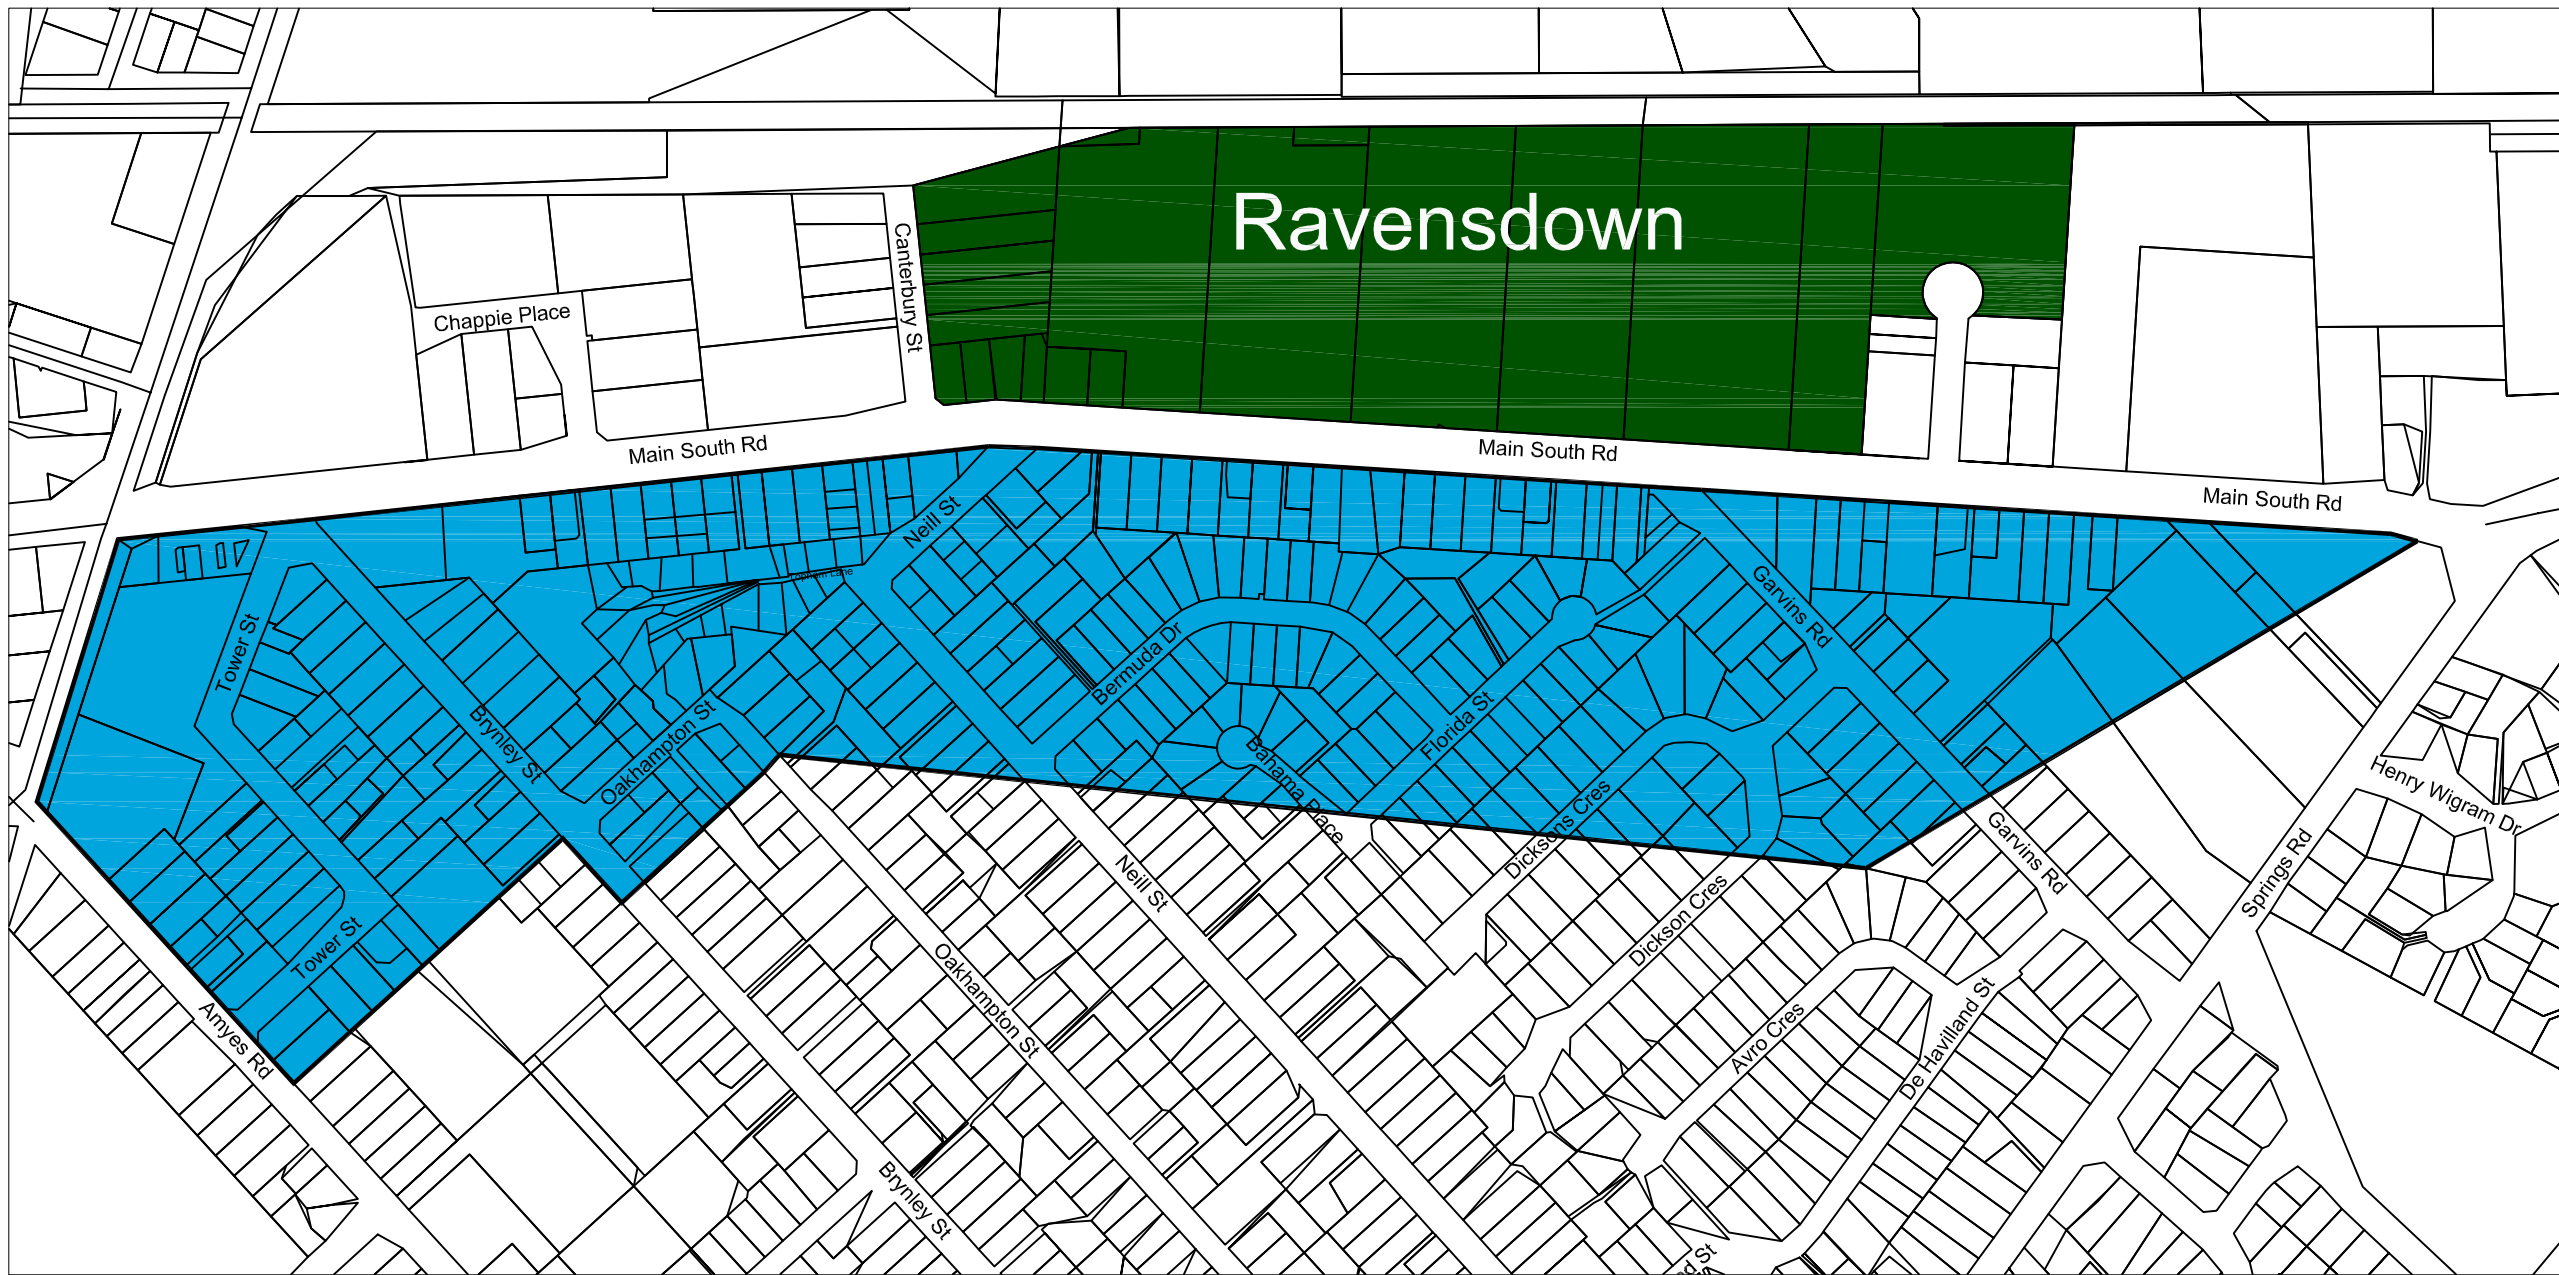 Ravensdown
Canterbury St
Chappie Place
Main South Rd
Main South Rd
Main South Rd
Neill St
Topham Lane
Garvins Rd
Tower St
Bermuda Dr
Brynley St
Oakhampton St
Florida St
Bahama Place
Dicksons Cres
Henry Wigram Dr
Garvins Rd
Springs Rd
Neill St
Dickson Cres
Tower St
Oakhampton St
Amyes Rd
Avro Cres
De Havilland St
Brynley St